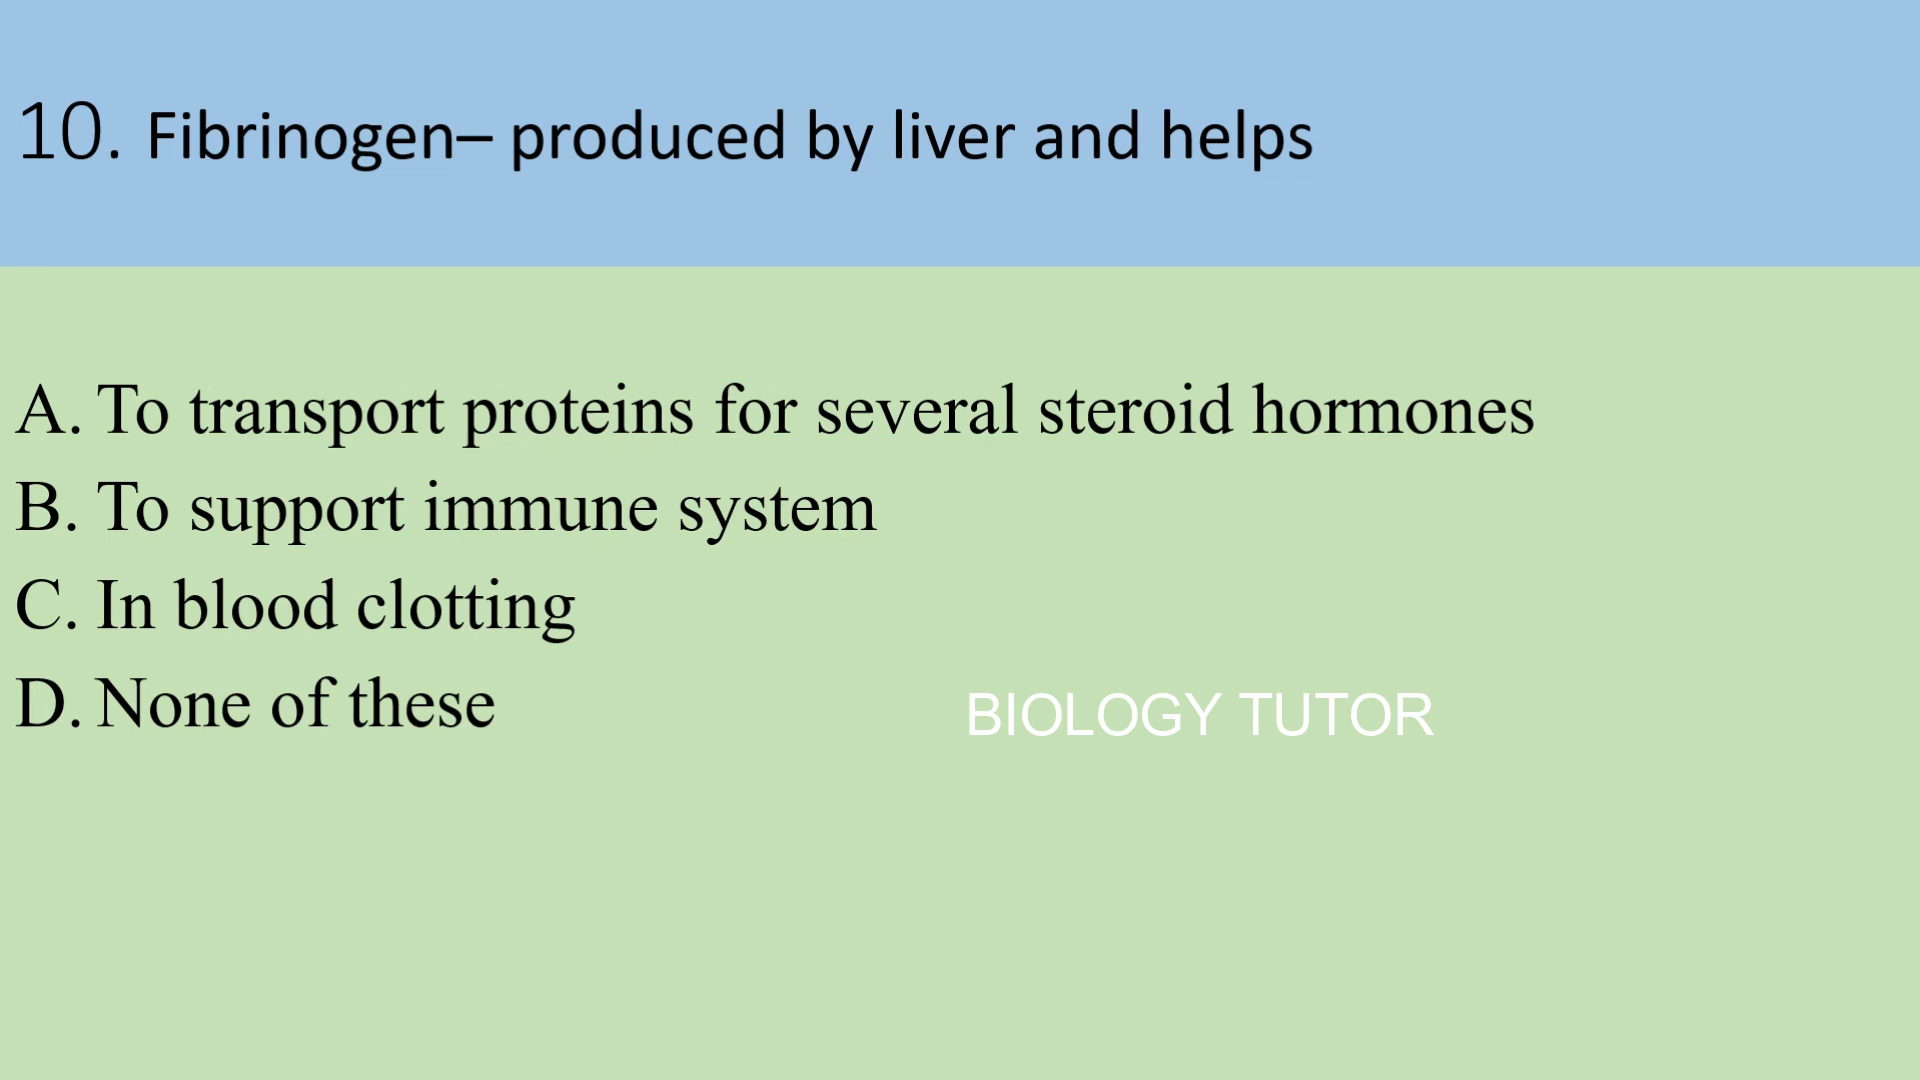 10. Fibrinogen– produced by liver and helps
A. To transport proteins for several steroid hormones
B. To support immune system
C. In blood clotting
D. None of these
BIOLOGY TUTOR